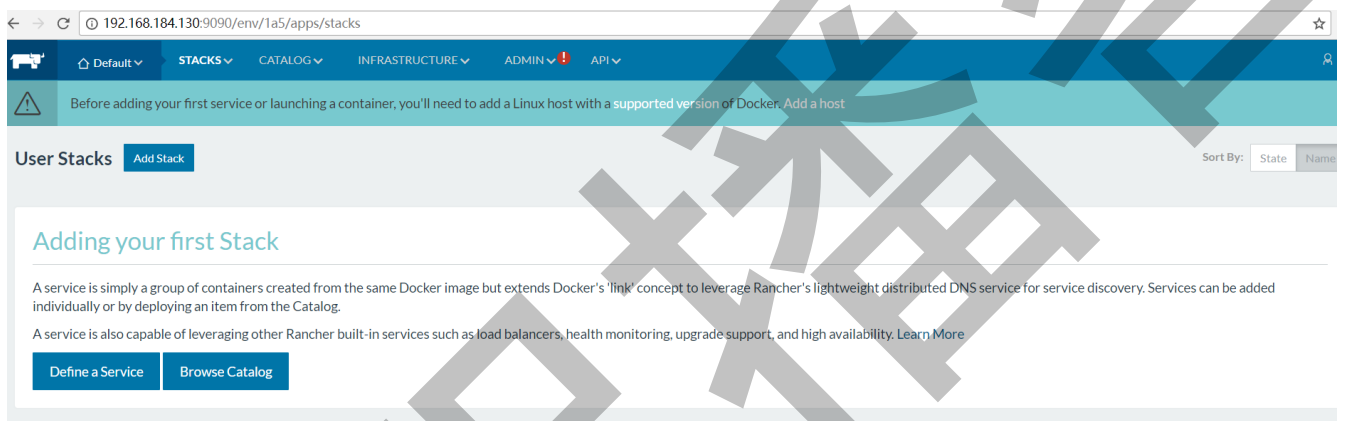 192.168.184.130:9090/env/1a5/apps/stacks
Default STACKS CATALOG INFRASTRUCTURE ADMIN ! API
Before adding your first service or launching a container, you'll need to add a Linux host with a supported version of Docker. Add a host
User Stacks Add Stack Sort By: State Name
Adding your first Stack
A service is simply a group of containers created from the same Docker image but extends Docker's 'link' concept to leverage Rancher's lightweight distributed DNS service for service discovery. Services can be added
individually or by deploying an item from the Catalog.
A service is also capable of leveraging other Rancher built-in services such as load balancers, health monitoring, upgrade support, and high availability. Learn More
Define a Service Browse Catalog